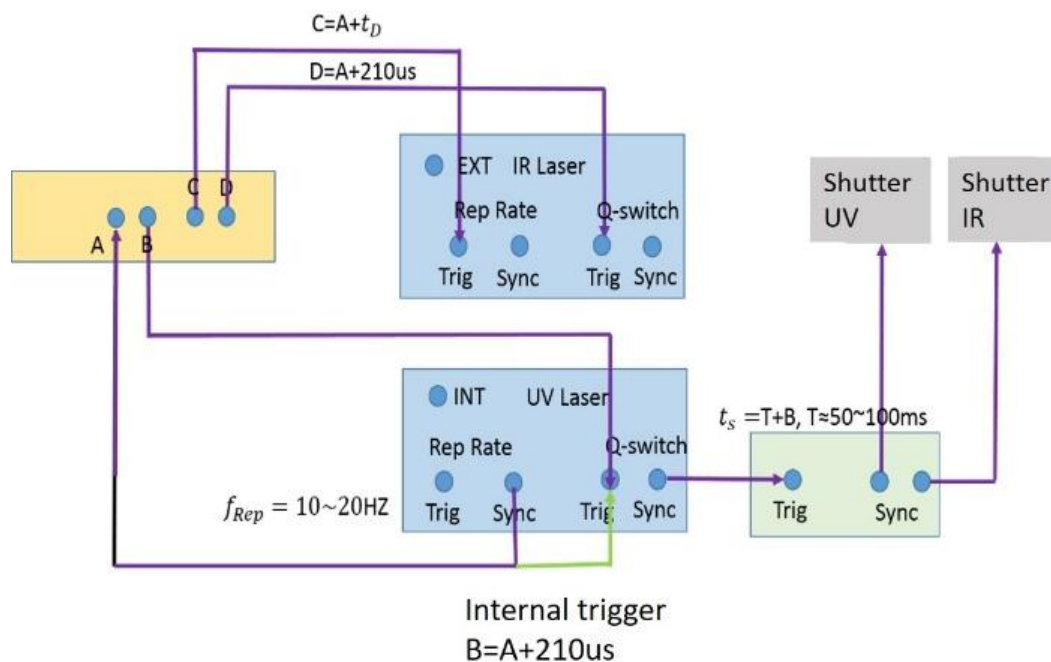 C=A+t_D
D=A+210us
C D
A B
EXT IR Laser
Rep Rate Q-switch
Trig Sync Trig Sync
Shutter
UV
Shutter
IR
INT UV Laser
Rep Rate Q-switch
Trig Sync Trig Sync
f_Rep = 10~20HZ
t_s =T+B, T≈50~100ms
Trig Sync
Internal trigger
B=A+210us